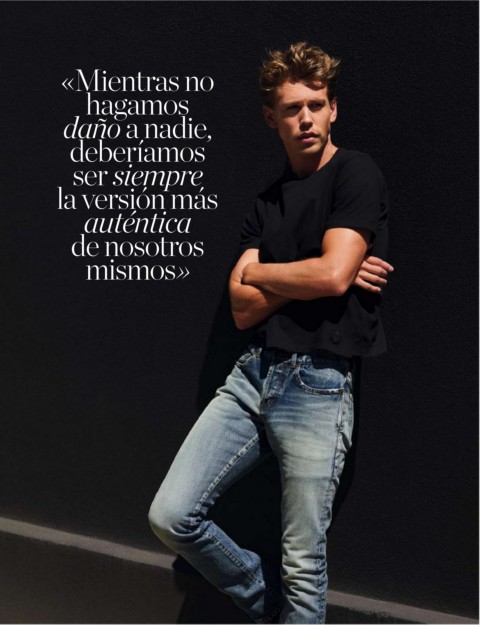 «Mientras no
hagamos
daño a nadie,
deberíamos
ser siempre
la versión más
auténtica
de nosotros
mismos»